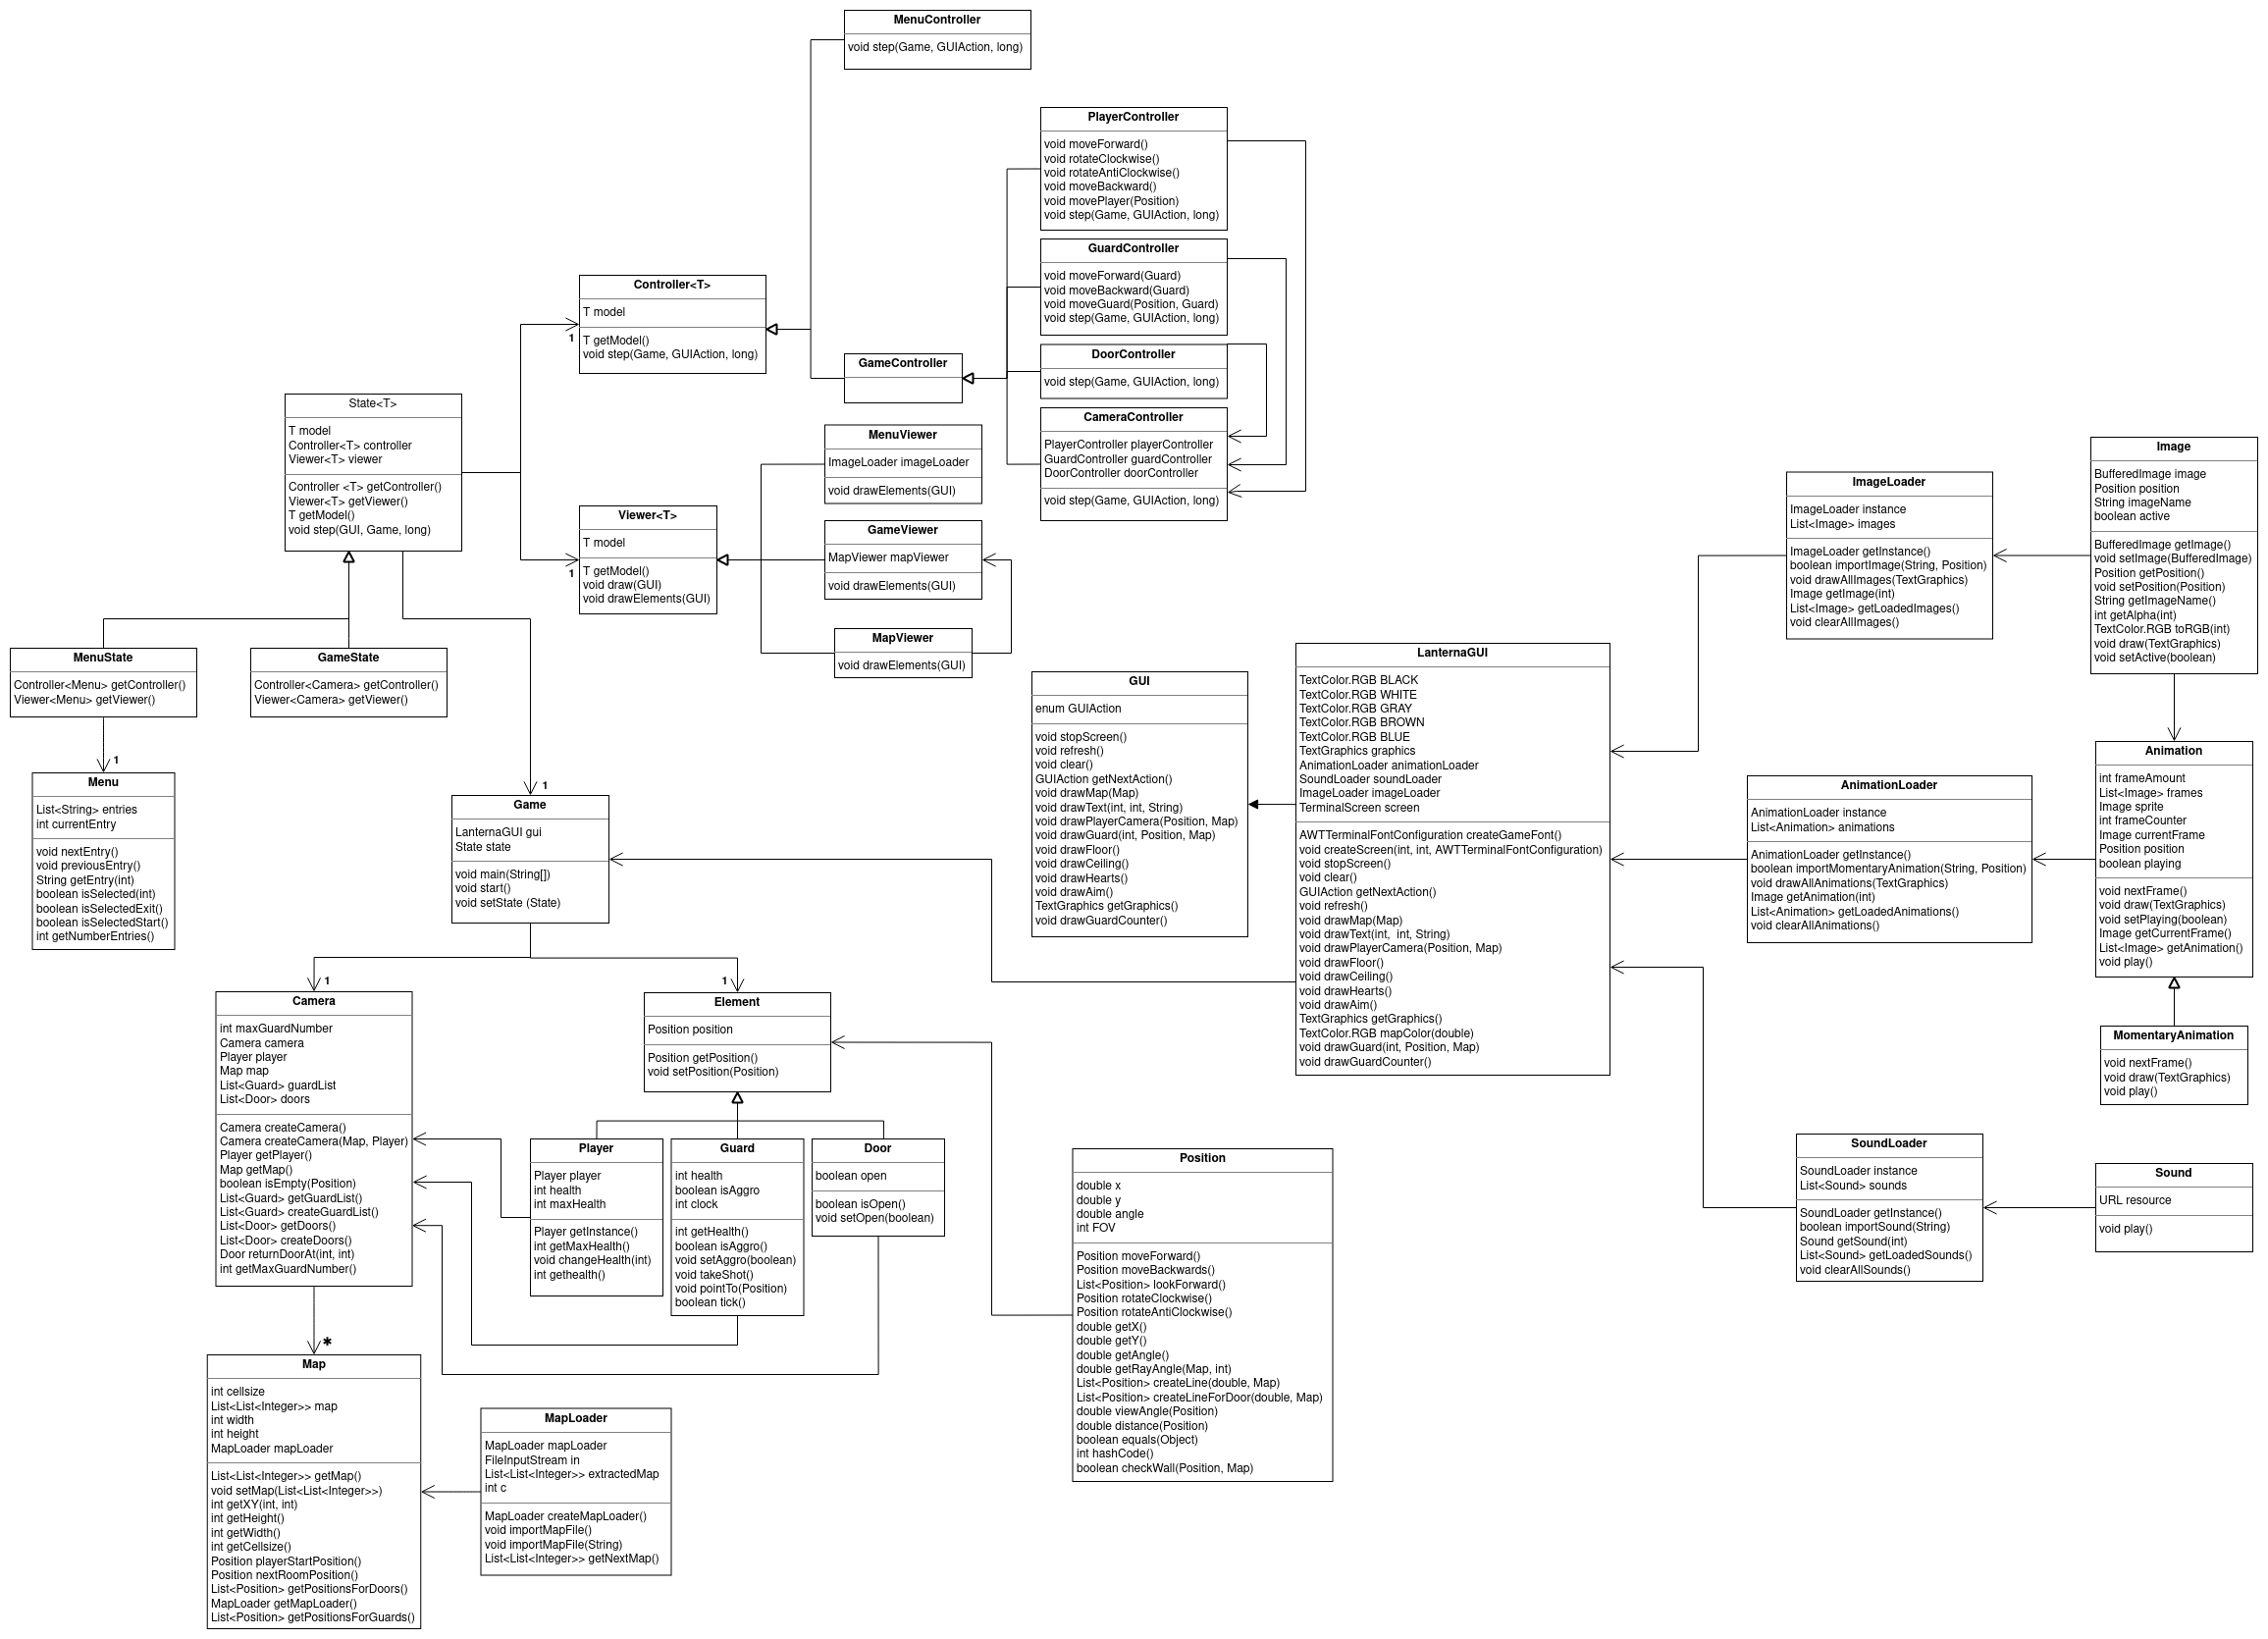 MenuController
void step(Game, GUIAction, long)
PlayerController
void moveForward()
void rotateClockwise()
void rotateAntiClockwise()
void moveBackward()
void movePlayer(Position)
void step(Game, GUIAction, long)
GuardController
void moveForward(Guard)
void moveBackward(Guard)
void moveGuard(Position, Guard)
void step(Game, GUIAction, long)
Controller<T>
T model
T getModel()
void step(Game, GUIAction, long)
1
GameController
DoorController
void step(Game, GUIAction, long)
CameraController
PlayerController playerController
GuardController guardController
DoorController doorController
void step(Game, GUIAction, long)
State<T>
T model
Controller<T> controller
Viewer<T> viewer
Controller <T> getController()
Viewer<T> getViewer()
T getModel()
void step(GUI, Game, long)
MenuViewer
ImageLoader imageLoader
void drawElements(GUI)
Viewer<T>
T model
T getModel()
void draw(GUI)
void drawElements(GUI)
1
GameViewer
MapViewer mapViewer
void drawElements(GUI)
MapViewer
void drawElements(GUI)
Image
BufferedImage image
Position position
String imageName
boolean active
BufferedImage getImage()
void setImage(BufferedImage)
Position getPosition()
void setPosition(Position)
String getImageName()
int getAlpha(int)
TextColor.RGB toRGB(int)
void draw(TextGraphics)
void setActive(boolean)
ImageLoader
ImageLoader instance
List<Image> images
ImageLoader getInstance()
boolean importImage(String, Position)
void drawAllImages(TextGraphics)
Image getImage(int)
List<Image> getLoadedImages()
void clearAllImages()
MenuState
Controller<Menu> getController()
Viewer<Menu> getViewer()
GameState
Controller<Camera> getController()
Viewer<Camera> getViewer()
1
Menu
List<String> entries
int currentEntry
void nextEntry()
void previousEntry()
String getEntry(int)
boolean isSelected(int)
boolean isSelectedExit()
boolean isSelectedStart()
int getNumberEntries()
1
Game
LanternaGUI gui
State state
void main(String[])
void start()
void setState (State)
GUI
enum GUIAction
void stopScreen()
void refresh()
void clear()
GUIAction getNextAction()
void drawMap(Map)
void drawText(int, int, String)
void drawPlayerCamera(Position, Map)
void drawGuard(int, Position, Map)
void drawFloor()
void drawCeiling()
void drawHearts()
void drawAim()
TextGraphics getGraphics()
void drawGuardCounter()
LanternaGUI
TextColor.RGB BLACK
TextColor.RGB WHITE
TextColor.RGB GRAY
TextColor.RGB BROWN
TextColor.RGB BLUE
TextGraphics graphics
AnimationLoader animationLoader
SoundLoader soundLoader
ImageLoader imageLoader
TerminalScreen screen
AWTTerminalFontConfiguration createGameFont()
void createScreen(int, int, AWTTerminalFontConfiguration)
void stopScreen()
void clear()
GUIAction getNextAction()
void refresh()
void drawMap(Map)
void drawText(int,  int, String)
void drawPlayerCamera(Position, Map)
void drawFloor()
void drawCeiling()
void drawHearts()
void drawAim()
TextGraphics getGraphics()
TextColor.RGB mapColor(double)
void drawGuard(int, Position, Map)
void drawGuardCounter()
AnimationLoader
AnimationLoader instance
List<Animation> animations
AnimationLoader getInstance()
boolean importMomentaryAnimation(String, Position)
void drawAllAnimations(TextGraphics)
Image getAnimation(int)
List<Animation> getLoadedAnimations()
void clearAllAnimations()
Animation
int frameAmount
List<Image> frames
Image sprite
int frameCounter
Image currentFrame
Position position
boolean playing
void nextFrame()
void draw(TextGraphics)
void setPlaying(boolean)
Image getCurrentFrame()
List<Image> getAnimation()
void play()
MomentaryAnimation
void nextFrame()
void draw(TextGraphics)
void play()
1
Camera
int maxGuardNumber
Camera camera
Player player
Map map
List<Guard> guardList
List<Door> doors
Camera createCamera()
Camera createCamera(Map, Player)
Player getPlayer()
Map getMap()
boolean isEmpty(Position)
List<Guard> getGuardList()
List<Guard> createGuardList()
List<Door> getDoors()
List<Door> createDoors()
Door returnDoorAt(int, int)
int getMaxGuardNumber()
1
Element
Position position
Position getPosition()
void setPosition(Position)
Player
Player player
int health
int maxHealth
Player getInstance()
int getMaxHealth()
void changeHealth(int)
int gethealth()
Guard
int health
boolean isAggro
int clock
int getHealth()
boolean isAggro()
void setAggro(boolean)
void takeShot()
void pointTo(Position)
boolean tick()
Door
boolean open
boolean isOpen()
void setOpen(boolean)
Position
double x
double y
double angle
int FOV
Position moveForward()
Position moveBackwards()
List<Position> lookForward()
Position rotateClockwise()
Position rotateAntiClockwise()
double getX()
double getY()
double getAngle()
double getRayAngle(Map, int)
List<Position> createLine(double, Map)
List<Position> createLineForDoor(double, Map)
double viewAngle(Position)
double distance(Position)
boolean equals(Object)
int hashCode()
boolean checkWall(Position, Map)
SoundLoader
SoundLoader instance
List<Sound> sounds
SoundLoader getInstance()
boolean importSound(String)
Sound getSound(int)
List<Sound> getLoadedSounds()
void clearAllSounds()
Sound
URL resource
void play()
*
Map
int cellsize
List<List<Integer>> map
int width
int height
MapLoader mapLoader
List<List<Integer>> getMap()
void setMap(List<List<Integer>>)
int getXY(int, int)
int getHeight()
int getWidth()
int getCellsize()
Position playerStartPosition()
Position nextRoomPosition()
List<Position> getPositionsForDoors()
MapLoader getMapLoader()
List<Position> getPositionsForGuards()
MapLoader
MapLoader mapLoader
FileInputStream in
List<List<Integer>> extractedMap
int c
MapLoader createMapLoader()
void importMapFile()
void importMapFile(String)
List<List<Integer>> getNextMap()